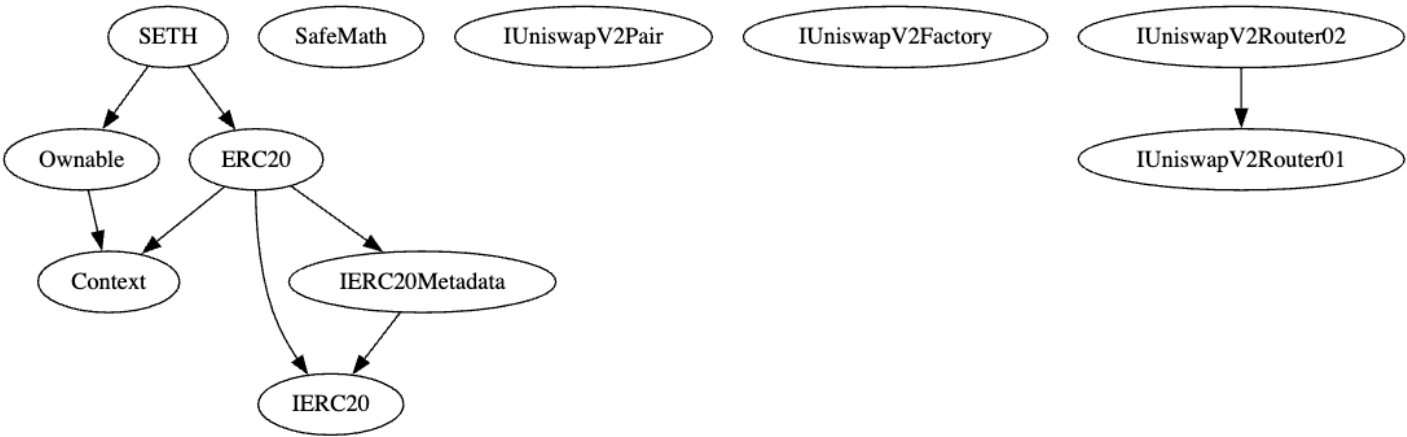 SETH
SafeMath
IUniswapV2Pair
IUniswapV2Factory
IUniswapV2Router02
Ownable
ERC20
IUniswapV2Router01
Context
IERC20Metadata
IERC20